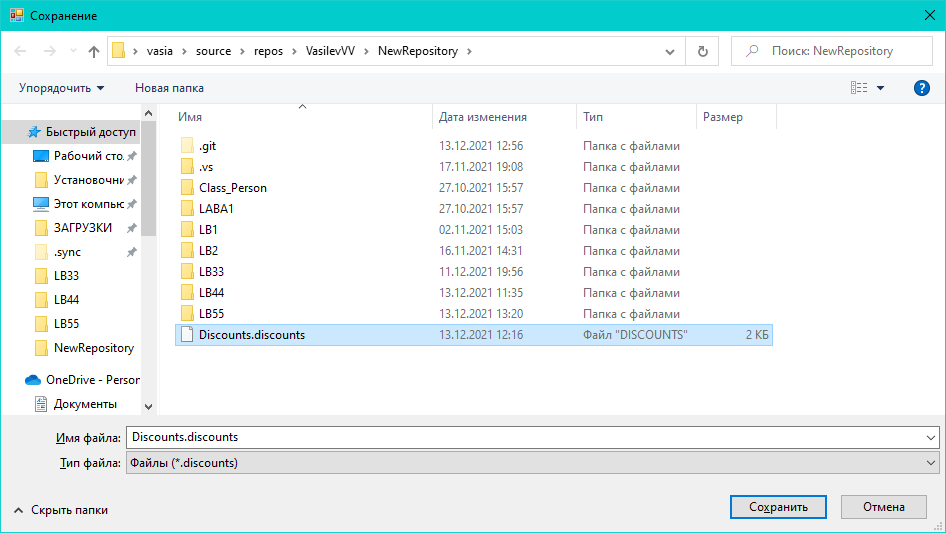 Сохранение
vasia > source > repos > VasilevVV > NewRepository >
Поиск: NewRepository
Упорядочить
Новая папка
?
Имя
Дата изменения
Тип
Размер
Быстрый доступ
Рабочий сто.
Установочни
Этот компьк
ЗАГРУЗКИ
.sync
LB33
LB44
LB55
NewRepository
OneDrive - Person
Документы
.git 13.12.2021 12:56 Папка с файлами
.vs 17.11.2021 19:08 Папка с файлами
Class_Person 27.10.2021 15:57 Папка с файлами
LABA1 27.10.2021 15:57 Папка с файлами
LB1 02.11.2021 15:03 Папка с файлами
LB2 16.11.2021 14:31 Папка с файлами
LB33 11.12.2021 19:56 Папка с файлами
LB44 13.12.2021 11:35 Папка с файлами
LB55 13.12.2021 13:20 Папка с файлами
Discounts.discounts 13.12.2021 12:16 Файл "DISCOUNTS" 2 КБ
Имя файла: Discounts.discounts
Тип файла: Файлы (*.discounts)
Скрыть папки
Сохранить
Отмена